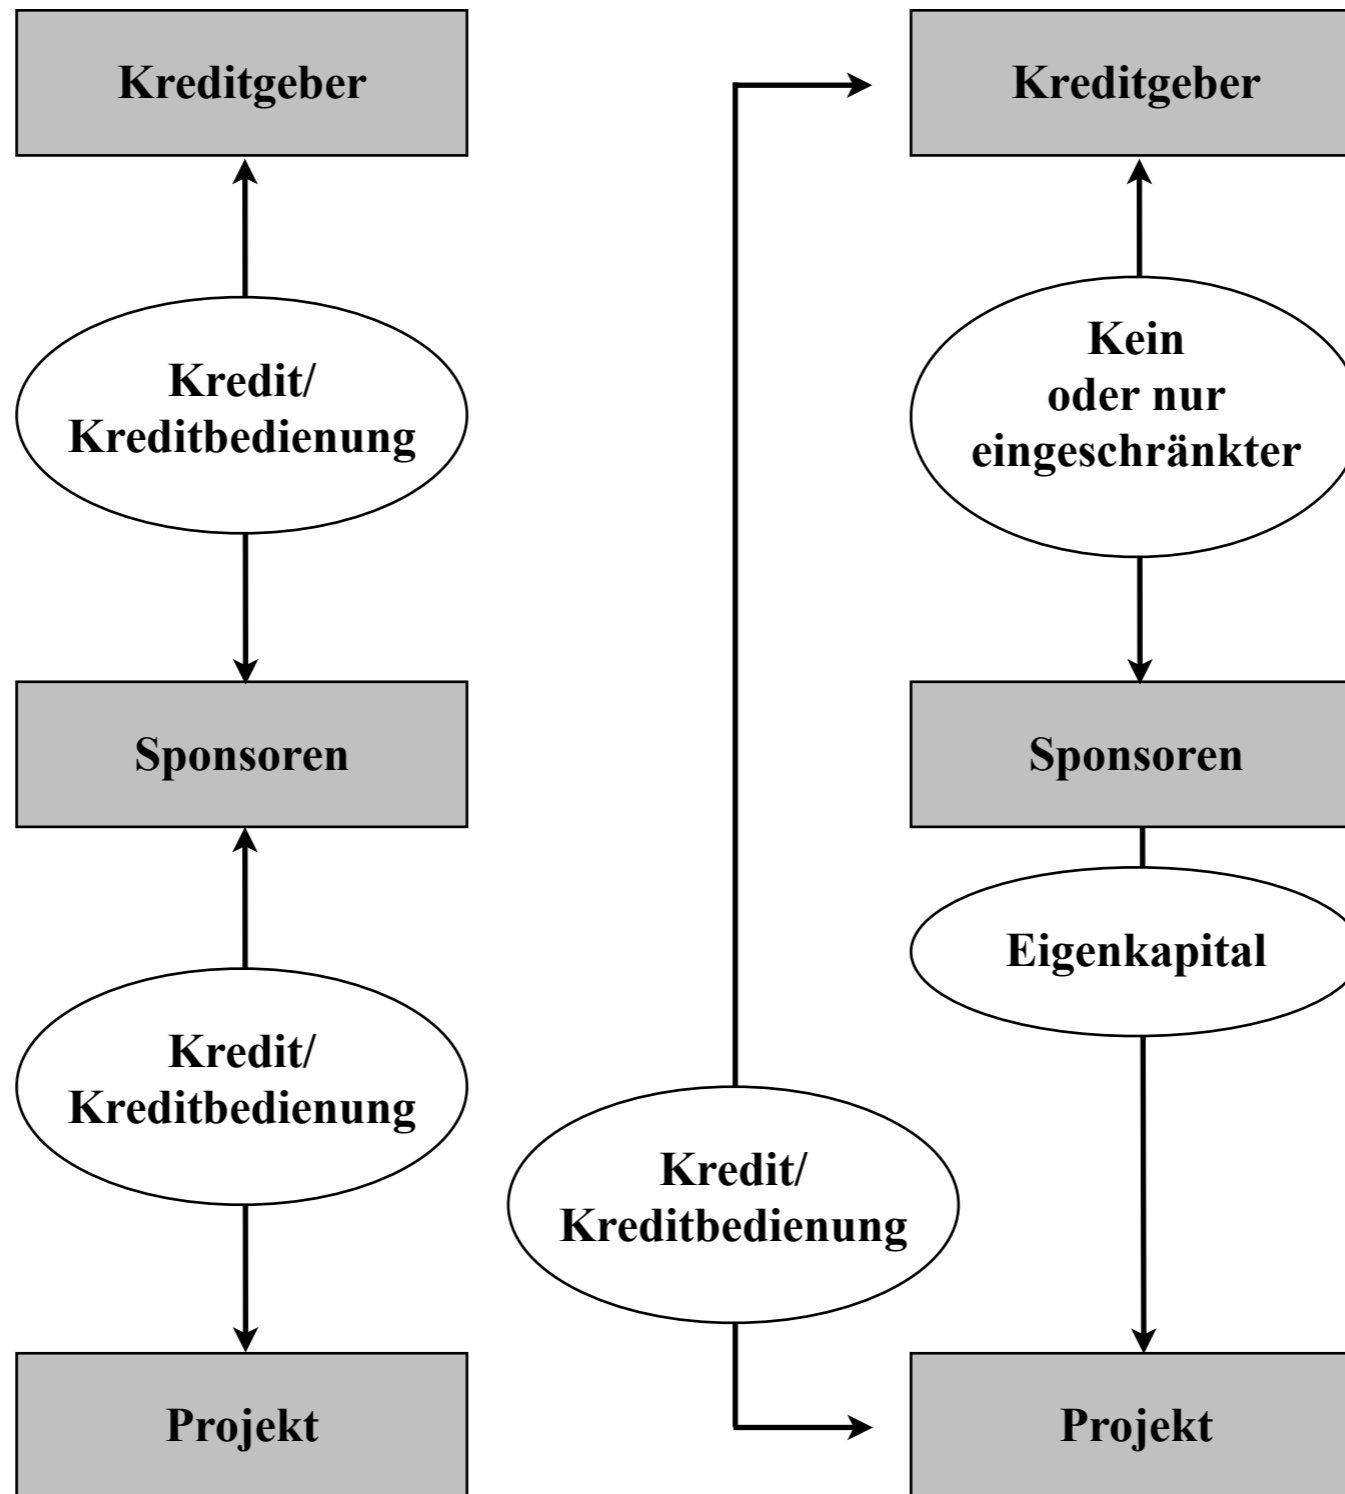 Kreditgeber
Kredit/
Kreditbedienung
Sponsoren
Kredit/
Kreditbedienung
Projekt
Kredit/
Kreditbedienung
Kreditgeber
Kein
oder nur
eingeschränkter
Sponsoren
Eigenkapital
Projekt